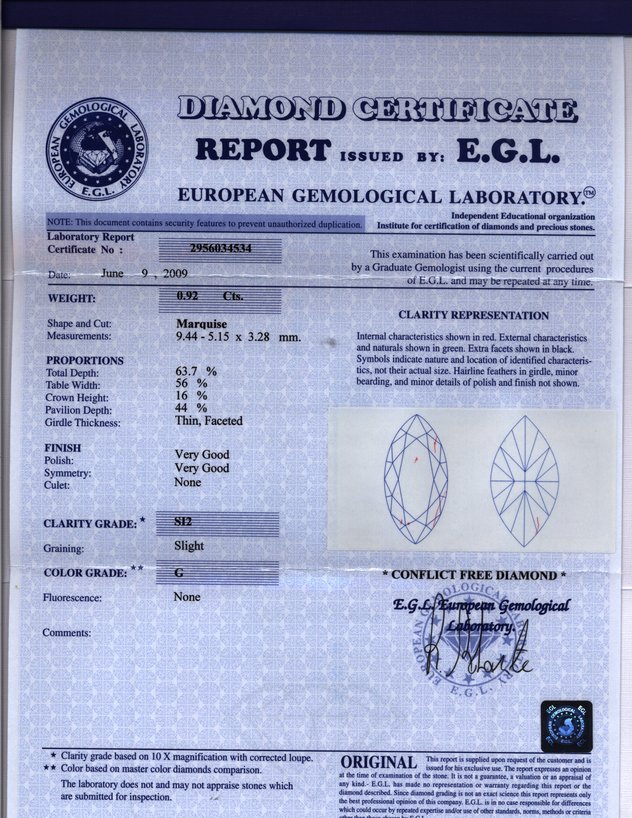 DIAMOND CERTIFICATE
REPORT ISSUED BY: E.G.L.
EUROPEAN GEMOLOGICAL LABORATORY.™
EUROPEAN GEMOLOGICAL LABORATORY
E.G.L.
NOTE: This document contains security features to prevent unauthorized duplication.
Independent Educational organization
Institute for certification of diamonds and precious stones.
Laboratory Report
Certificate No : 2956034534
Date: June 9 , 2009
This examination has been scientifically carried out
by a Graduate Gemologist using the current procedures
of E.G.L. and may be repeated at any time.
WEIGHT: 0.92 Cts.
Shape and Cut: Marquise
Measurements: 9.44 - 5.15 x 3.28 mm.
PROPORTIONS
Total Depth: 63.7 %
Table Width: 56 %
Crown Height: 16 %
Pavilion Depth: 44 %
Girdle Thickness: Thin, Faceted
FINISH
Polish: Very Good
Symmetry: Very Good
Culet: None
CLARITY GRADE: * SI2
Graining: Slight
COLOR GRADE: ** G
Fluorescence: None
Comments:
CLARITY REPRESENTATION
Internal characteristics shown in red. External characteristics
and naturals shown in green. Extra facets shown in black.
Symbols indicate nature and location of identified characteris-
tics, not their actual size. Hairline feathers in girdle, minor
bearding, and minor details of polish and finish not shown.
* CONFLICT FREE DIAMOND *
E.G.L. European Gemological
Laboratory.
E.G.L.
★ Clarity grade based on 10 X magnification with corrected loupe.
★★ Color based on master color diamonds comparison.
The laboratory does not and may not appraise stones which
are submitted for inspection.
ORIGINAL This report is supplied upon request of the customer and is
issued for his exclusive use. The report expresses an opinion
at the time of examination of the stone. It is not a guarantee, a valuation or an appraisal of
any kind.- E.G.L. has made no representation or warranty regarding this report or the
diamond described. Since diamond grading is not an exact science this report represents only
the best professional opinion of this company. E.G.L. is in no case responsible for differences
which could occur by repeated expertise and/or use of other standards, norms, methods or criteria